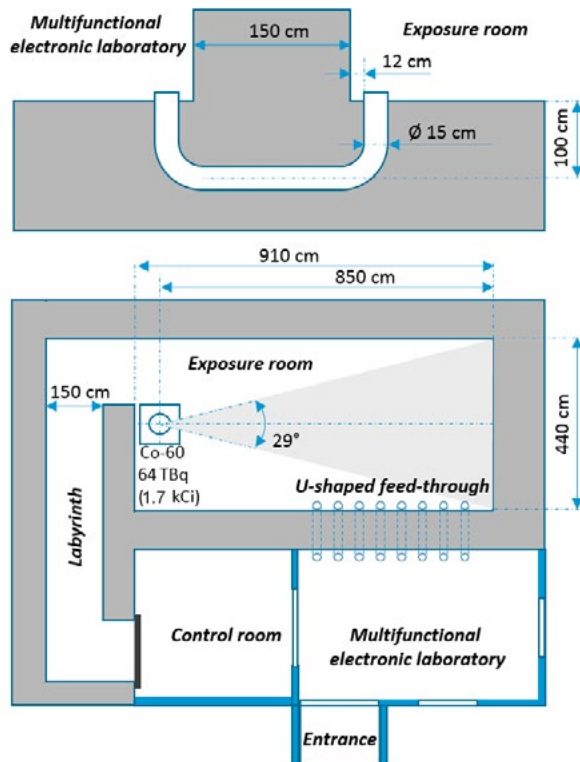 Multifunctional
electronic laboratory
150 cm
Exposure room
12 cm
Ø 15 cm
100 cm
910 cm
850 cm
Exposure room
150 cm
29°
Co-60
64 TBq
(1.7 kCi)
440 cm
U-shaped feed-through
Labyrinth
Control room
Multifunctional
electronic laboratory
Entrance